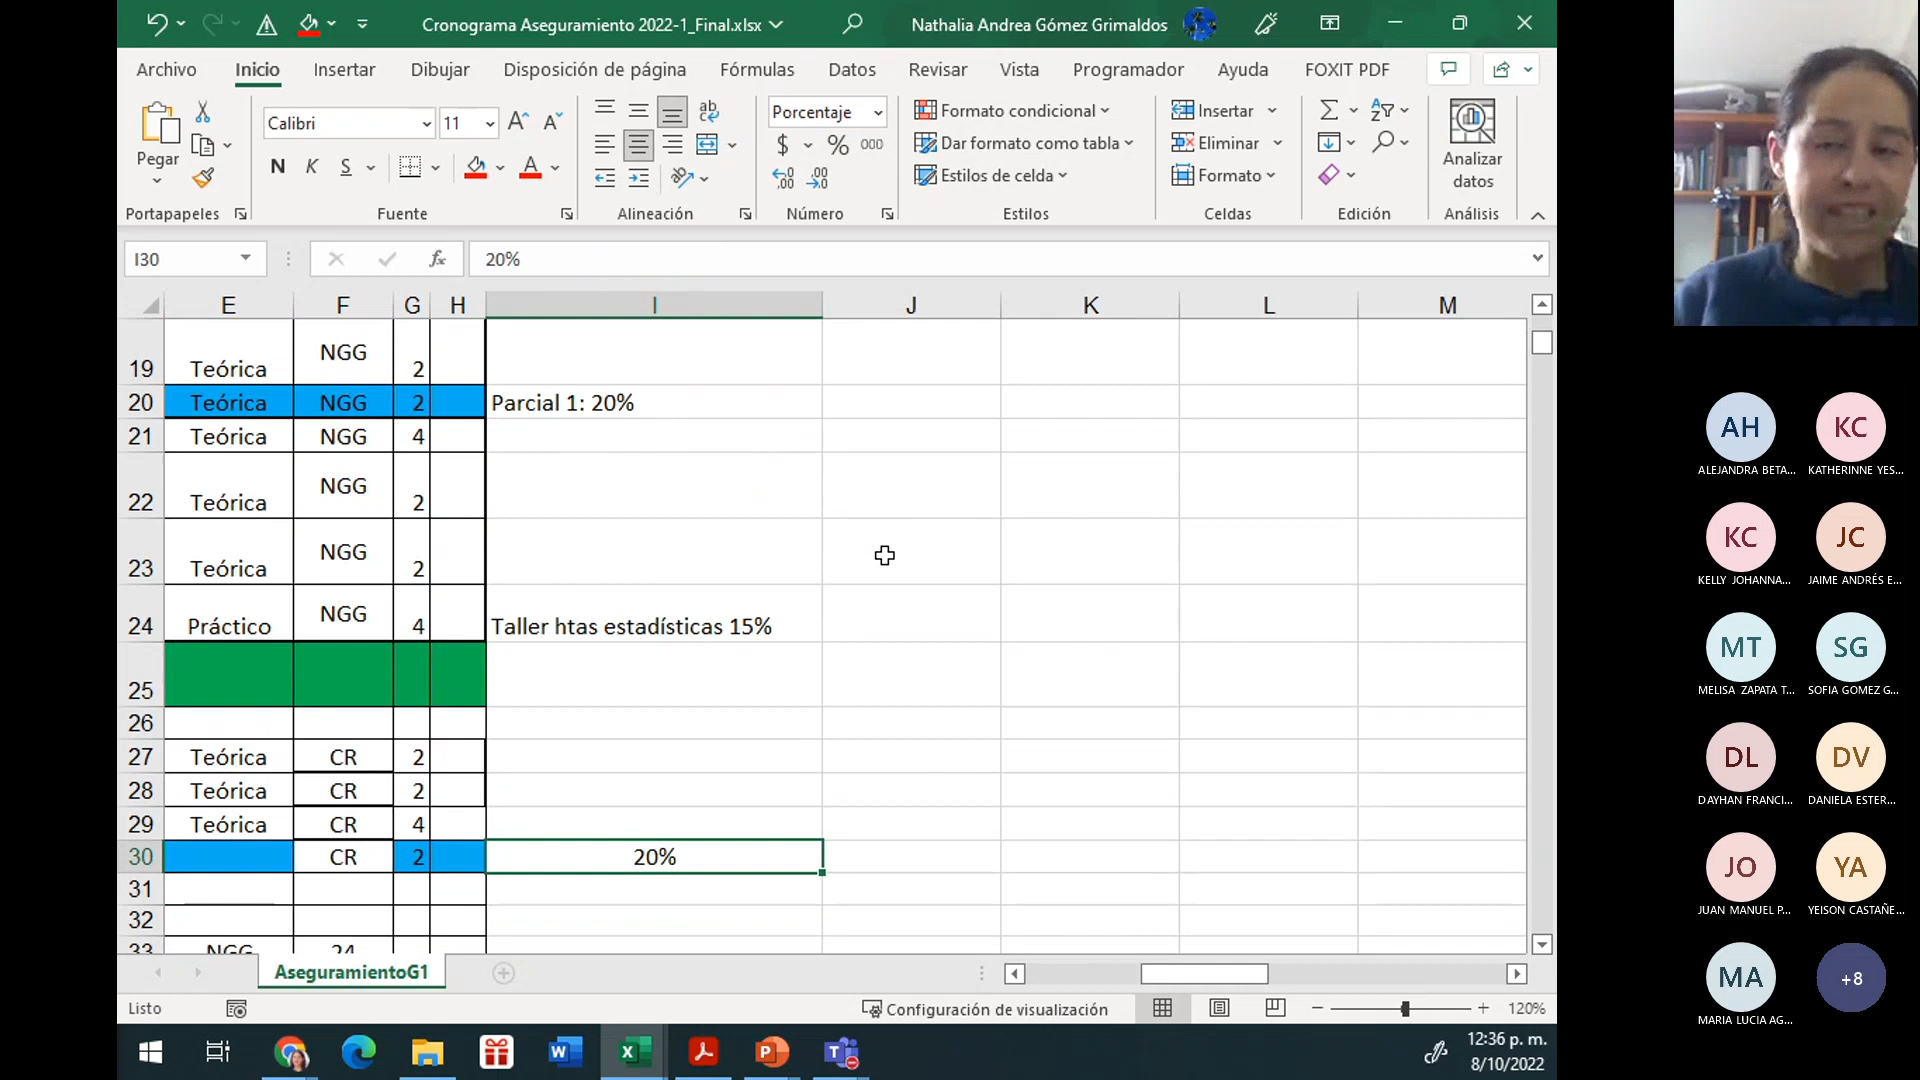 Cronograma Aseguramiento 2022-1_Final.xlsx
Nathalia Andrea Gómez Grimaldos
Archivo Inicio Insertar Dibujar Disposición de página Fórmulas Datos Revisar Vista Programador Ayuda FOXIT PDF
Pegar
Calibri 11
N K S
A A
ab
Porcentaje
$ % 000
Formato condicional
Dar formato como tabla
Estilos de celda
Insertar
Eliminar
Formato
Analizar datos
Portapapeles Fuente Alineación Número Estilos Celdas Edición Análisis
I30 fx 20%
E F G H I J K L M
19 Teórica NGG 2
20 Teórica NGG 2 Parcial 1: 20%
21 Teórica NGG 4
22 Teórica NGG 2
23 Teórica NGG 2
24 Práctico NGG 4 Taller htas estadísticas 15%
25
26
27 Teórica CR 2
28 Teórica CR 2
29 Teórica CR 4
30 CR 2 20%
31
32
33 NGG 24
AseguramientoG1
Listo Configuración de visualización 120%
12:36 p. m.
8/10/2022
AH
ALEJANDRA BETA...
KC
KATHERINNE YES...
KC
KELLY JOHANNA...
JC
JAIME ANDRÉS E...
MT
MELISA ZAPATA T...
SG
SOFIA GOMEZ G...
DL
DAYHAN FRANCI...
DV
DANIELA ESTER...
JO
JUAN MANUEL P...
YA
YEISON CASTAÑE...
MA
MARIA LUCIA AG...
+8